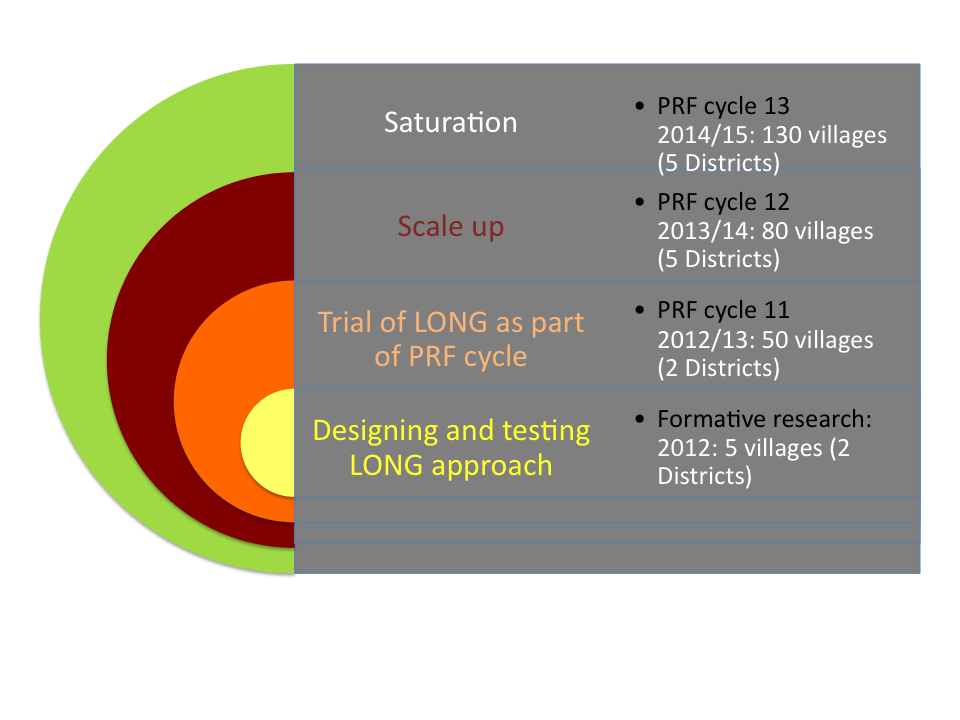 Saturation
• PRF cycle 13
2014/15: 130 villages
(5 Districts)
Scale up
• PRF cycle 12
2013/14: 80 villages
(5 Districts)
Trial of LONG as part
of PRF cycle
• PRF cycle 11
2012/13: 50 villages
(2 Districts)
Designing and testing
LONG approach
• Formative research:
2012: 5 villages (2
Districts)